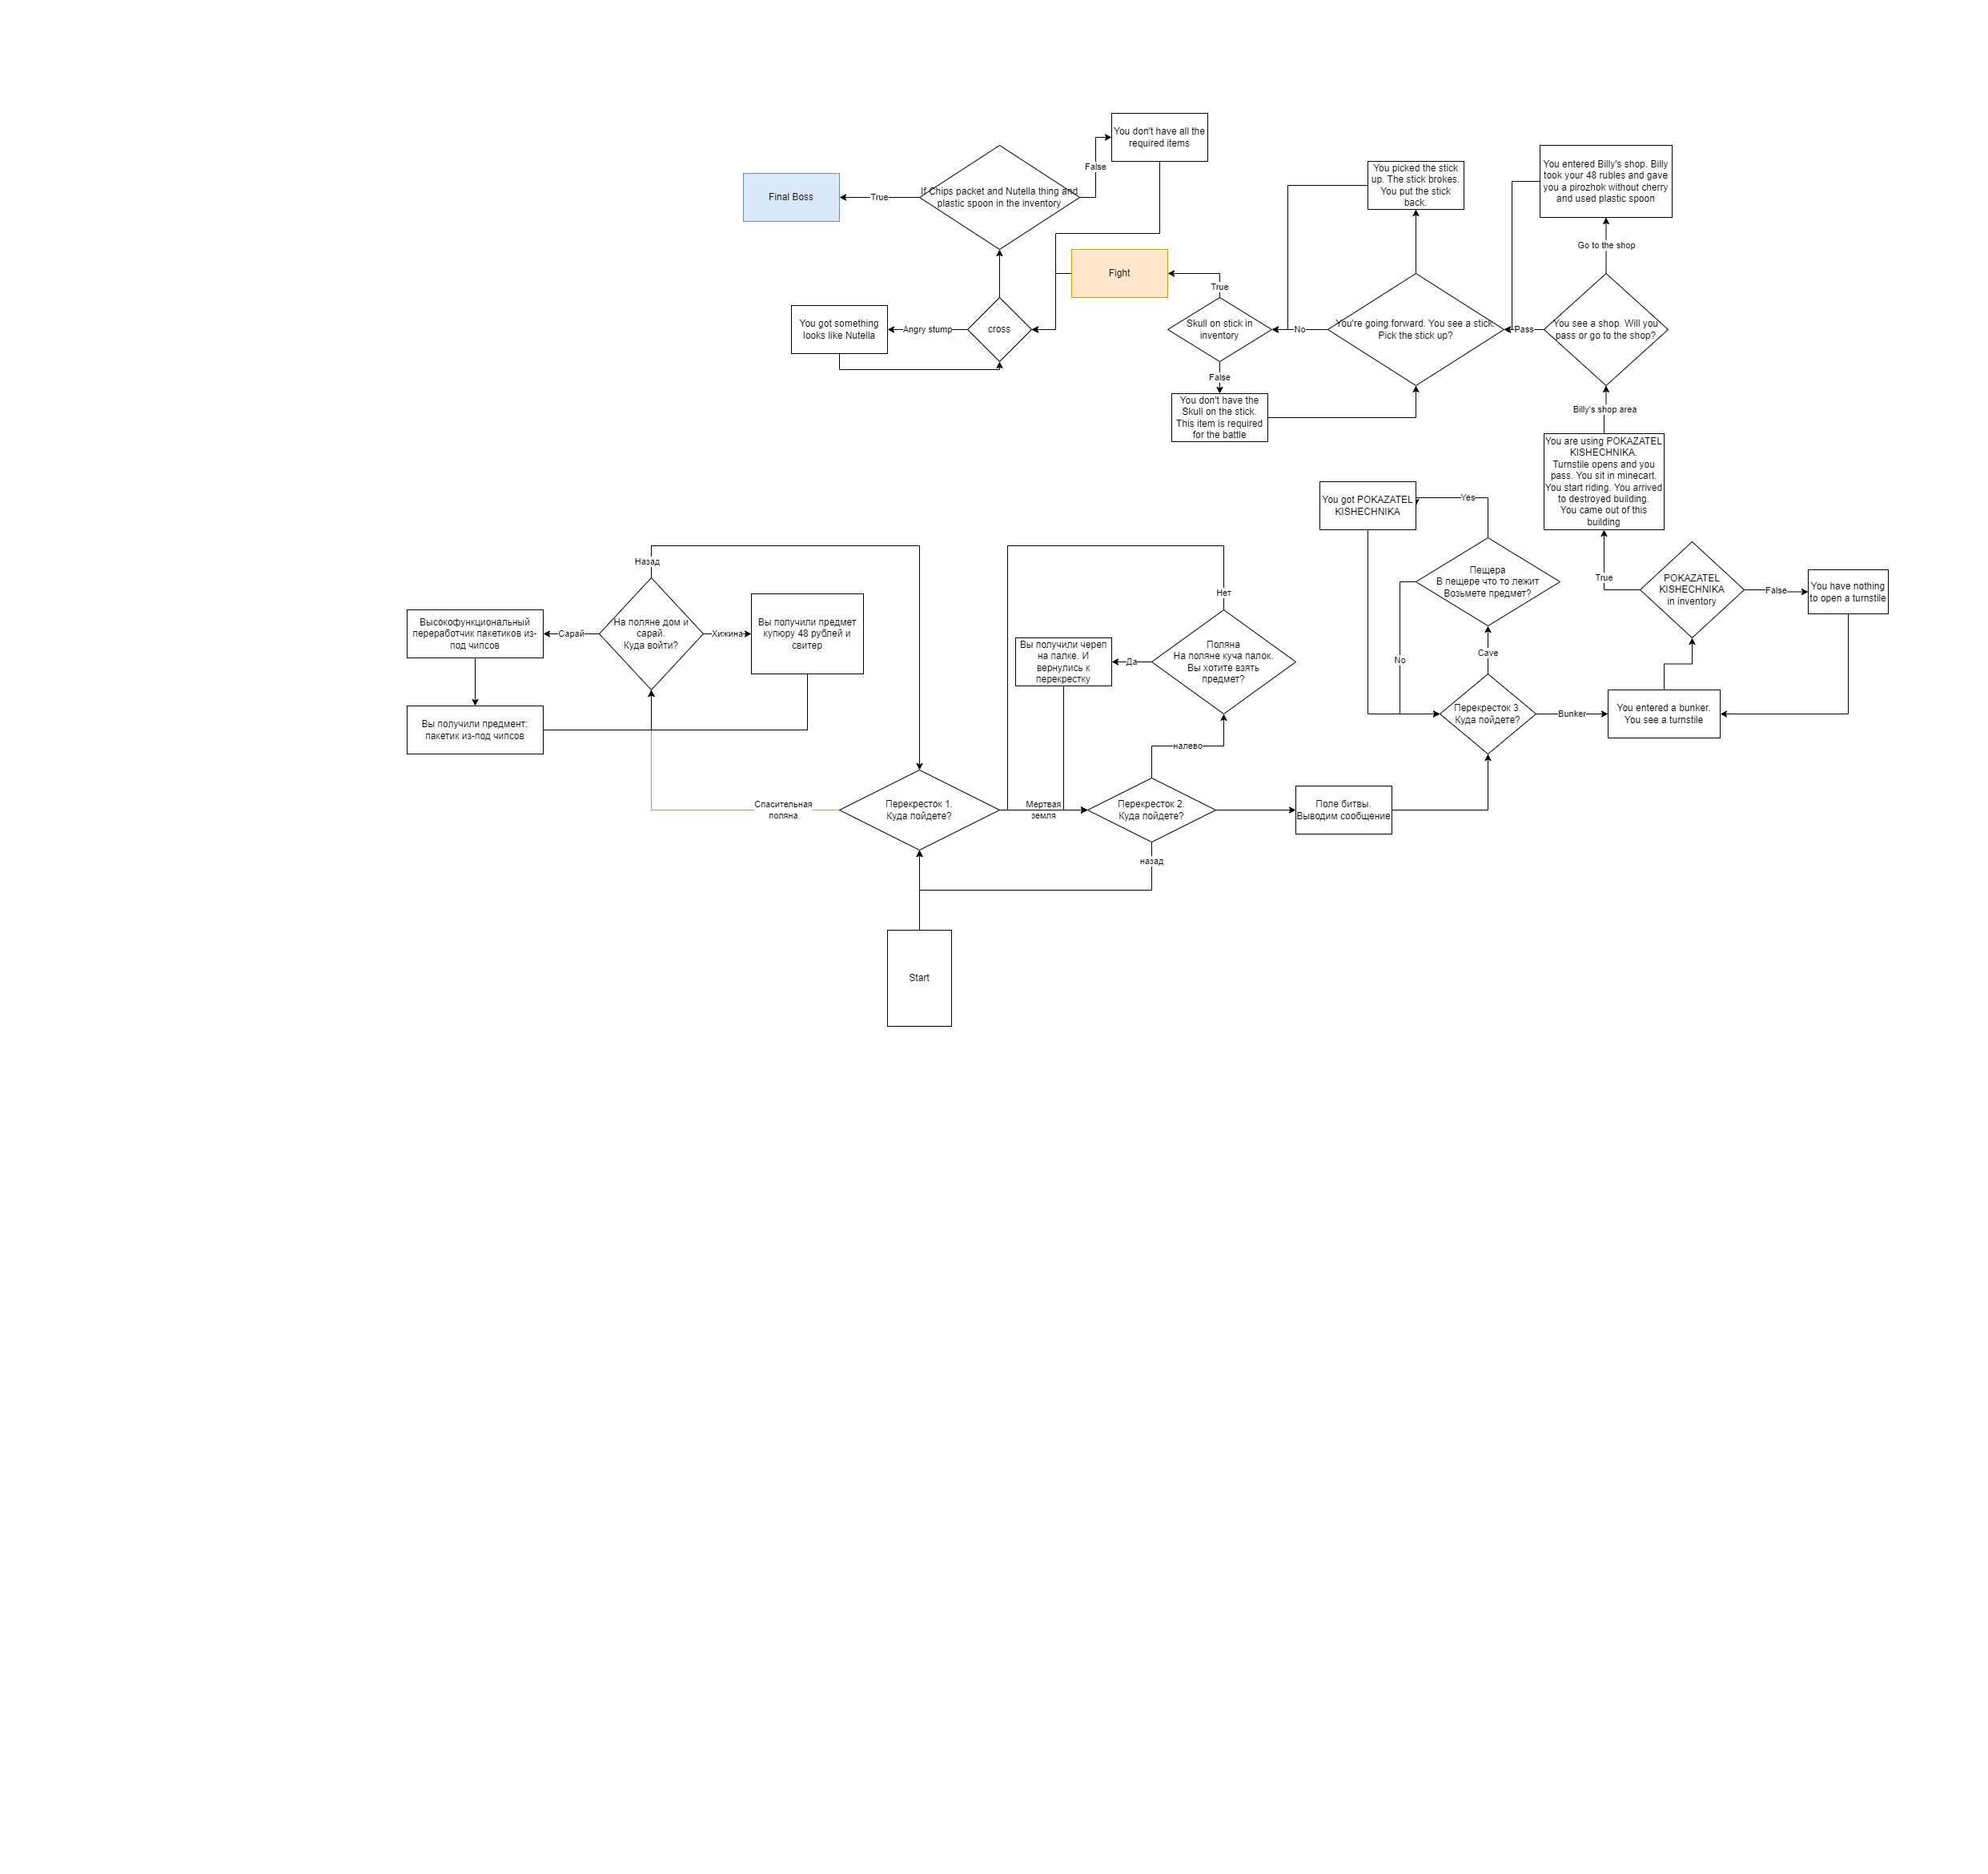 You don't have all the
required items
False
If Chips packet and Nutella thing and
plastic spoon in the inventory
True
Final Boss
You picked the stick
up. The stick brokes.
You put the stick
back.
You entered Billy's shop. Billy
took your 48 rubles and gave
you a pirozhok without cherry
and used plastic spoon
Go to the shop
Fight
True
You got something
looks like Nutella
Angry stump
cross
Skull on stick in
inventory
No
You're going forward. You see a stick.
Pick the stick up?
Pass
You see a shop. Will you
pass or go to the shop?
False
You don't have the
Skull on the stick.
This item is required
for the battle
Billy's shop area
You are using POKAZATEL
KISHECHNIKA.
Turnstile opens and you
pass. You sit in minecart.
You start riding. You arrived
to destroyed building.
You came out of this
building
You got POKAZATEL
KISHECHNIKA
Yes
Назад
Пещера
В пещере что то лежит
Возьмете предмет?
True
POKAZATEL
KISHECHNIKA
in inventory
False
You have nothing
to open a turnstile
Нет
Высокофункциональный
переработчик пакетиков из-
под чипсов
Сарай
На поляне дом и
сарай.
Куда войти?
Хижина
Вы получили предмет
купюру 48 рублей и
свитер
Вы получили череп
на палке. И
вернулись к
перекрестку
Да
Поляна
На поляне куча палок.
Вы хотите взять
предмет?
No
Cave
Вы получили предмент:
пакетик из-под чипсов
Перекресток 3.
Куда пойдете?
Bunker
You entered a bunker.
You see a turnstile
налево
Спасительная
поляна
Перекресток 1.
Куда пойдете?
Мертвая
земля
Перекресток 2.
Куда пойдете?
Поле битвы.
Выводим сообщение
назад
Start